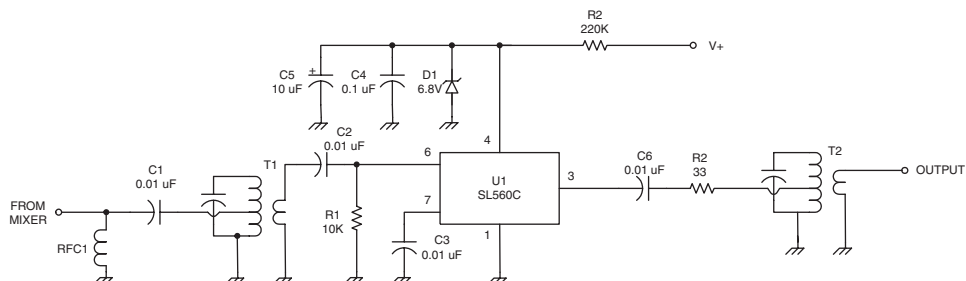 R2
220K
V+
C5
+
10 uF
C4
0.1 uF
D1
6.8V
C2
0.01 uF
4
C1
0.01 uF
T1
6
U1
SL560C
3
C6
0.01 uF
R2
33
T2
OUTPUT
FROM
MIXER
RFC1
R1
10K
7
C3
0.01 uF
1